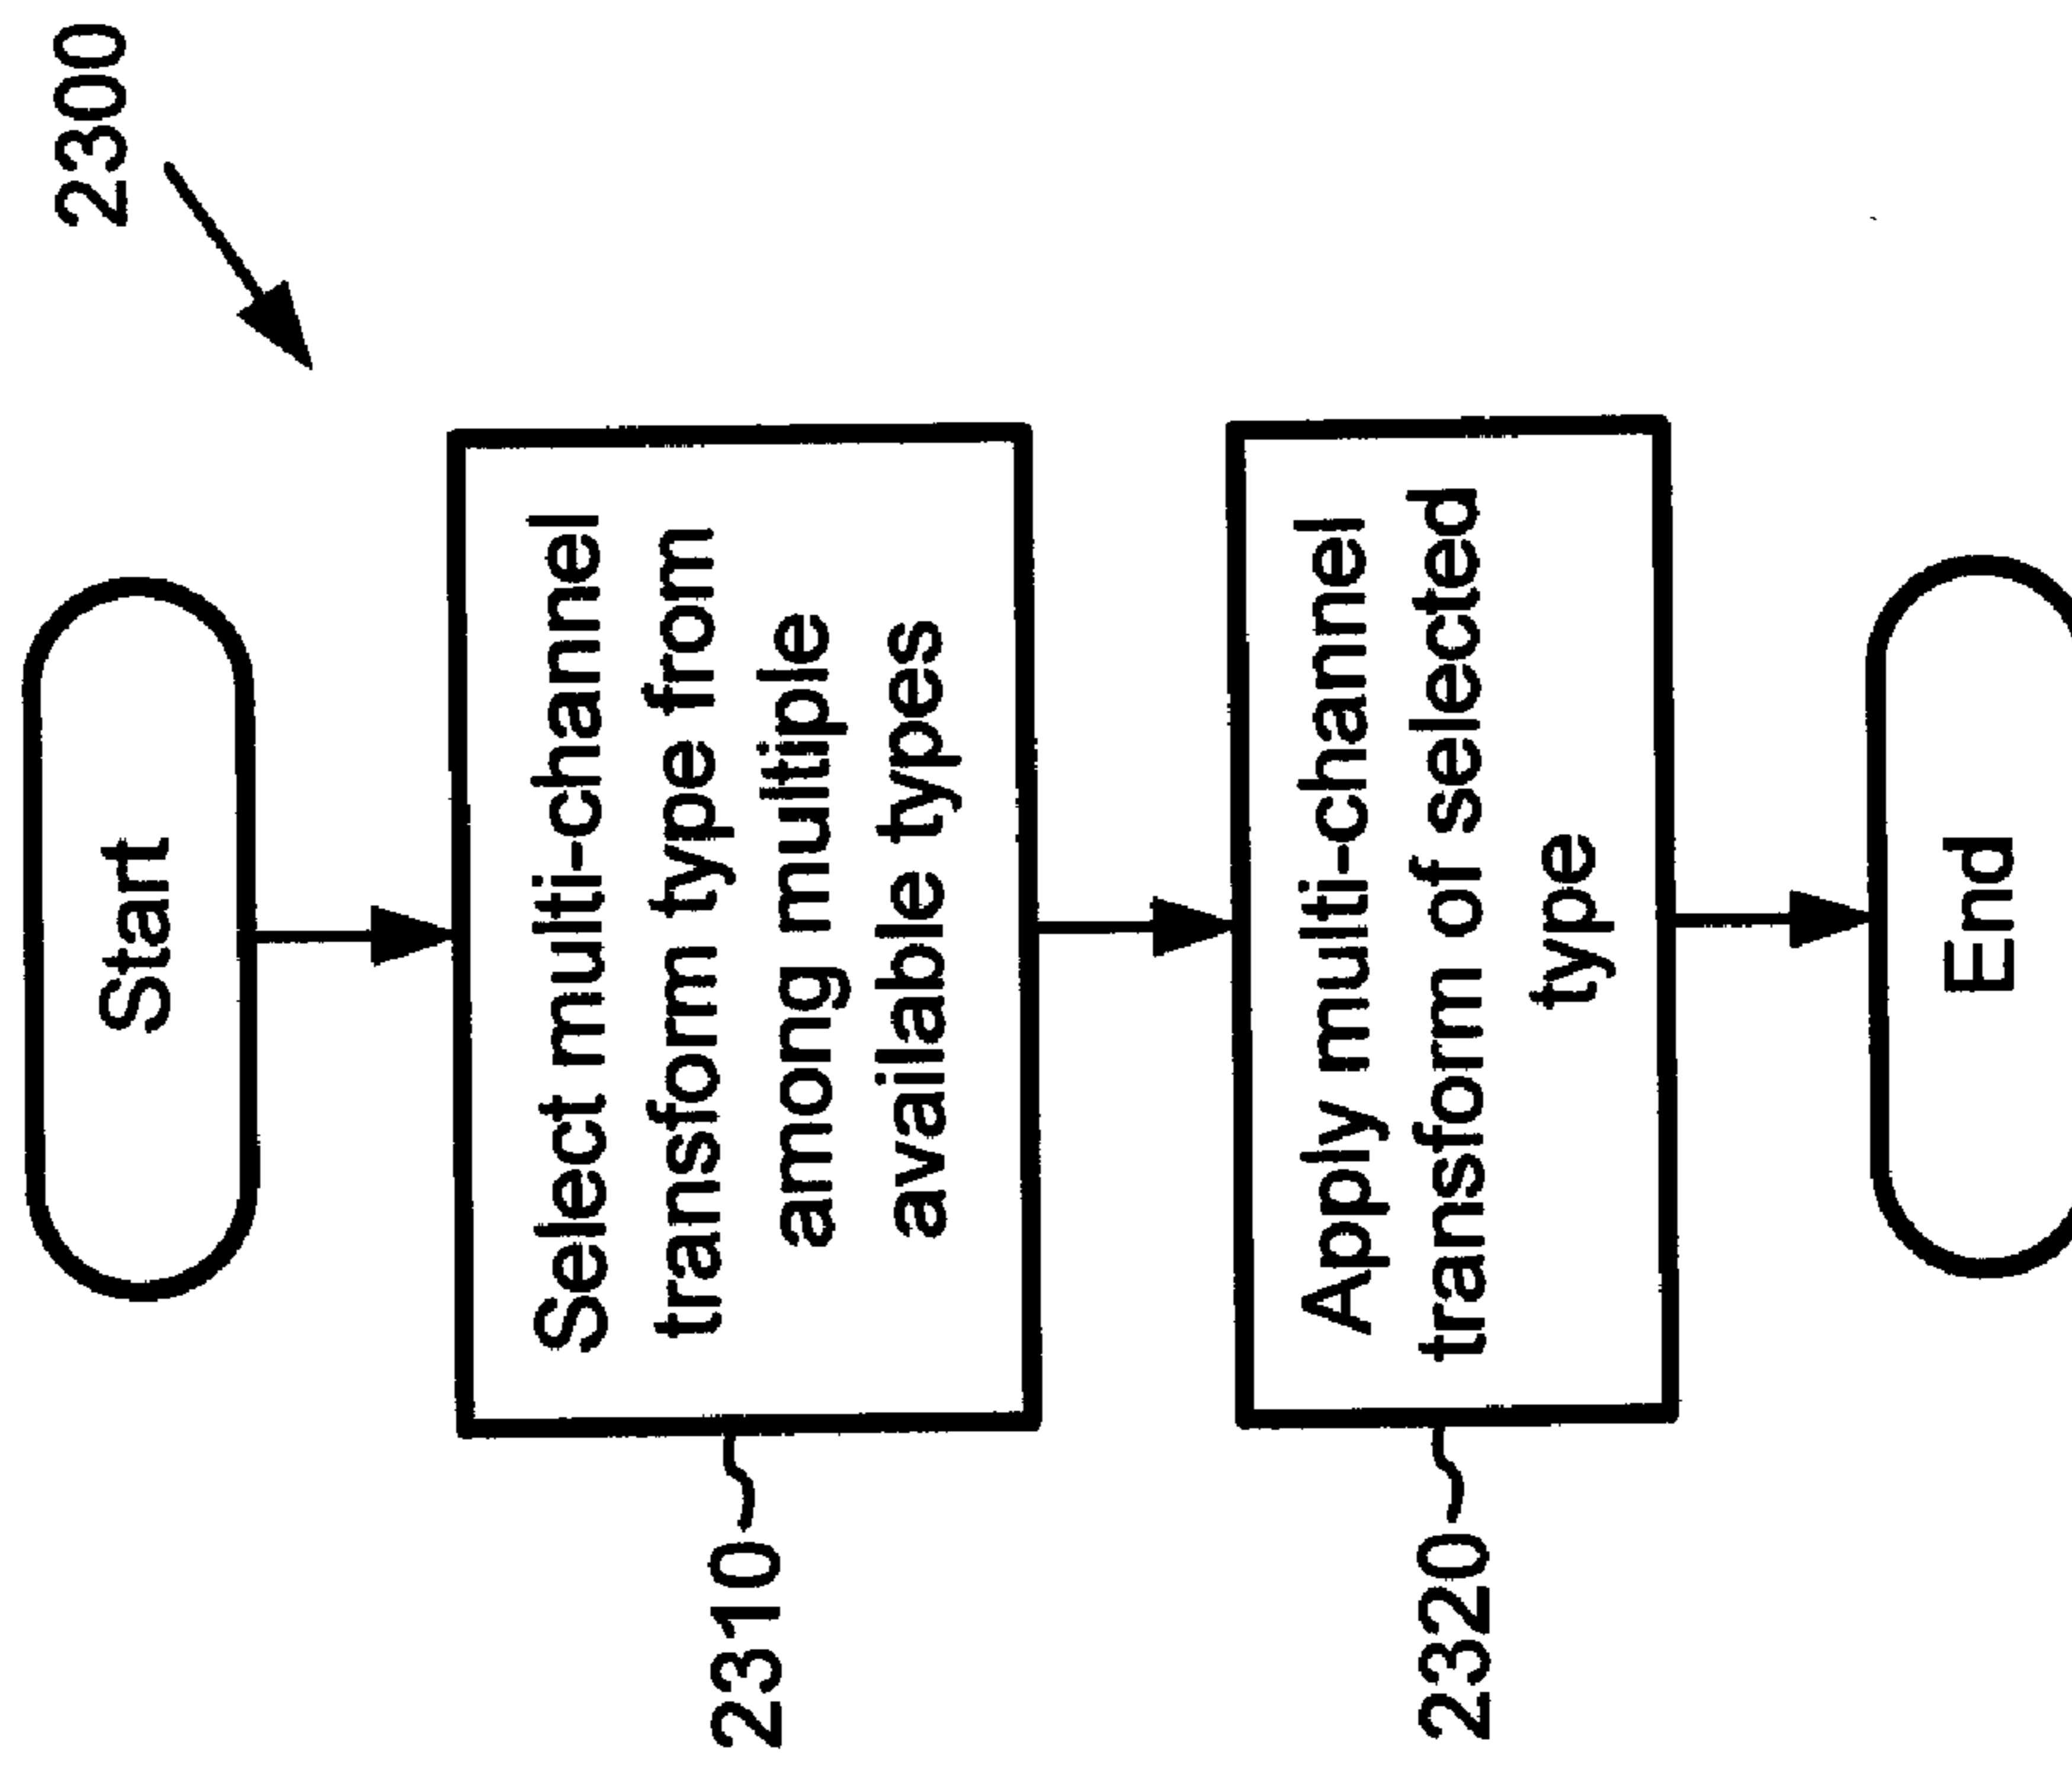 2300
Start
Select multi-channel
transform type from
among multiple
available types
2310
Apply multi-channel
transform of selected
type
2320
End